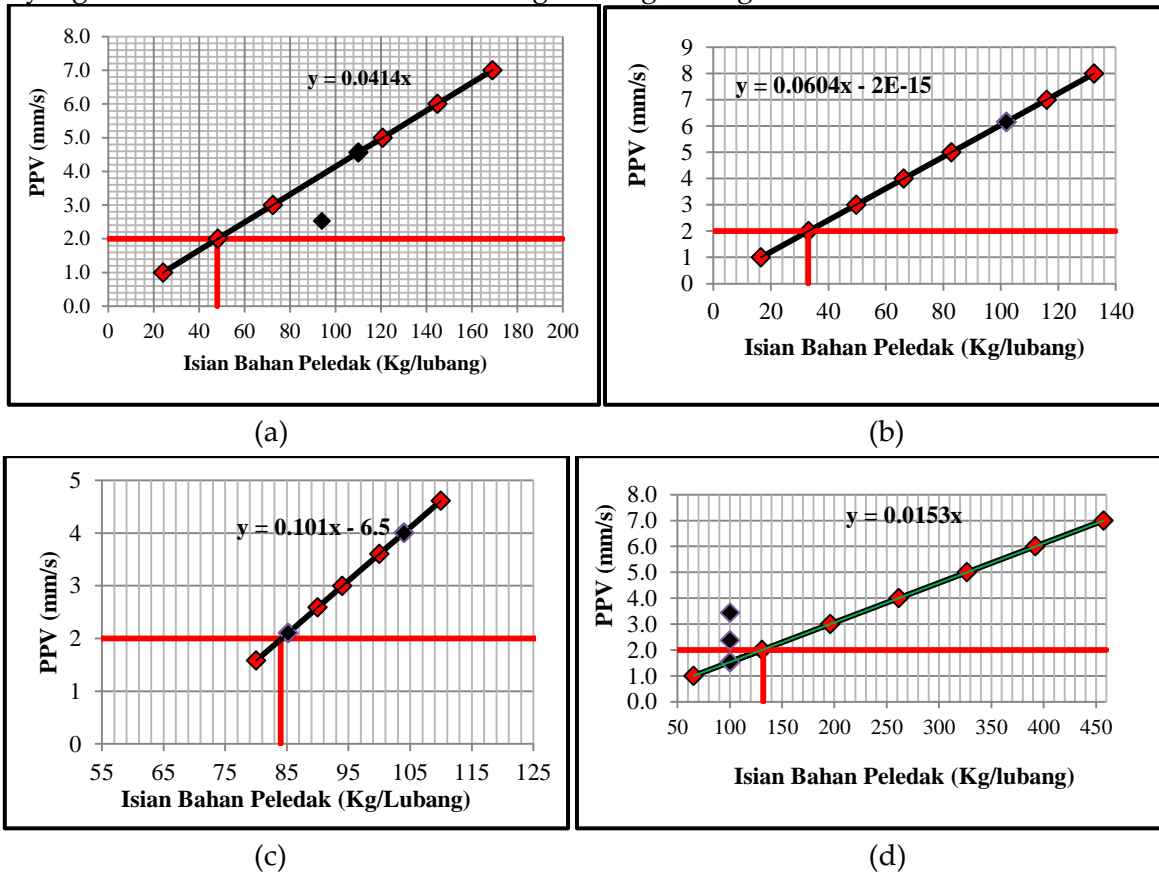 8.0
7.0
6.0
5.0
4.0
3.0
2.0
1.0
0.0
PPV (mm/s)
y = 0.0414x
0 20 40 60 80 100 120 140 160 180 200
Isian Bahan Peledak (Kg/lubang)
(a)
9
8
7
6
5
4
3
2
1
0
PPV (mm/s)
y = 0.0604x - 2E-15
0 20 40 60 80 100 120 140
Isian Bahan Peledak (Kg/lubang)
(b)
5
4
3
2
1
0
PPV (mm/s)
y = 0.101x - 6.5
55 65 75 85 95 105 115 125
Isian Bahan Peledak (Kg/Lubang)
(c)
8.0
7.0
6.0
5.0
4.0
3.0
2.0
1.0
0.0
PPV (mm/s)
y = 0.0153x
50 100 150 200 250 300 350 400 450
Isian Bahan Peledak (Kg/lubang)
(d)